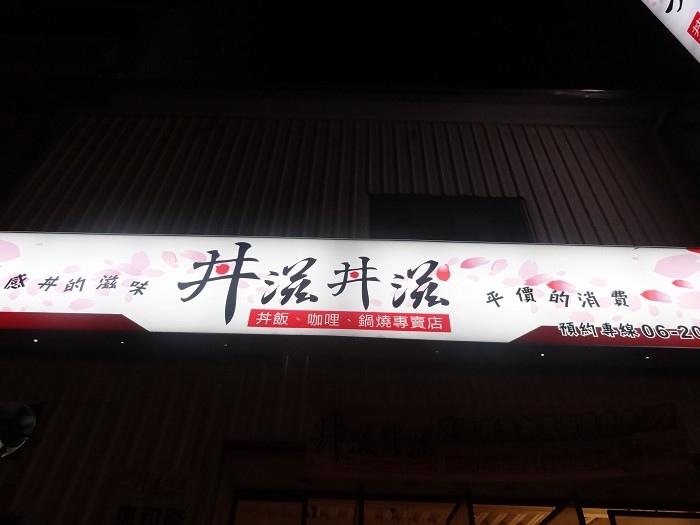 感丼的滋味
丼滋丼滋
丼飯、咖哩、鍋燒專賣店
平價的消費
預約專線 06-20